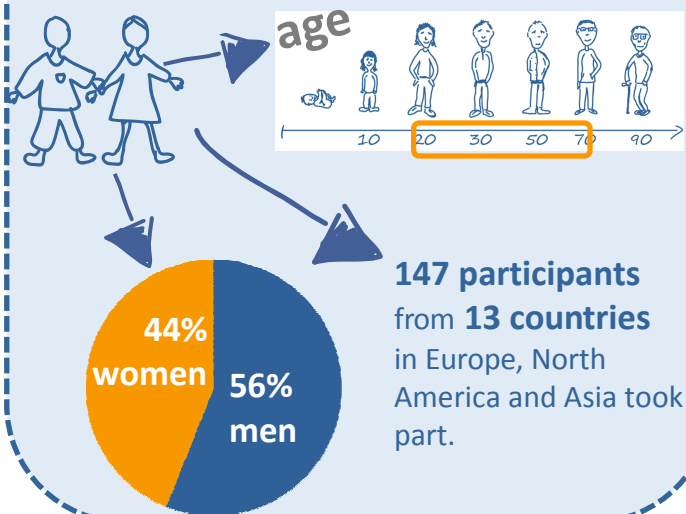 age
10 20 30 50 70 90
44%
women
56%
men
147 participants
from 13 countries
in Europe, North
America and Asia took
part.